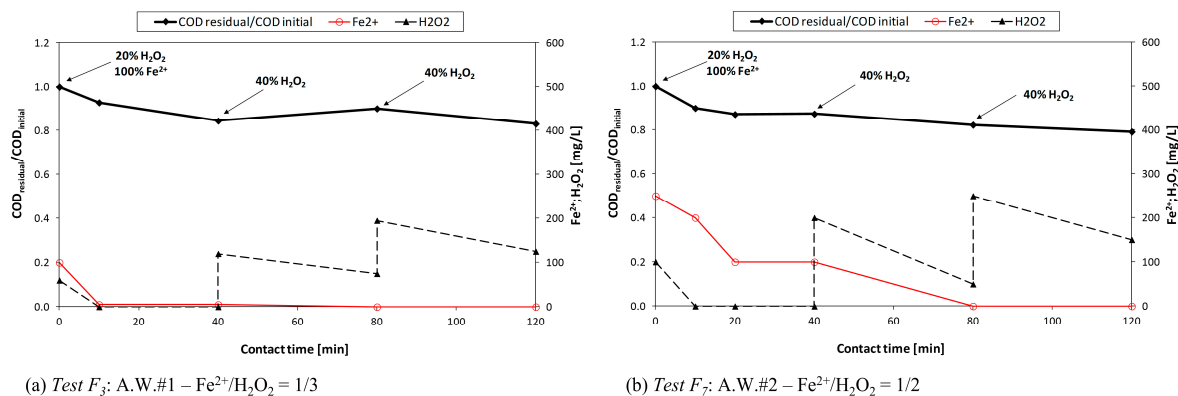 COD residual/COD initial Fe2+ H2O2
1.2
1.0
0.8
0.6
0.4
0.2
0.0
COD_residual/COD_initial
600
500
400
300
200
100
0
Fe²⁺; H₂O₂ [mg/L]
20% H₂O₂
100% Fe²⁺
40% H₂O₂
40% H₂O₂
0 20 40 60 80 100 120
Contact time [min]
(a) Test F₃: A.W.#1 – Fe²⁺/H₂O₂ = 1/3
COD residual/COD initial Fe2+ H2O2
1.2
1.0
0.8
0.6
0.4
0.2
0.0
COD_residual/COD_initial
600
500
400
300
200
100
0
Fe²⁺; H₂O₂ [mg/L]
20% H₂O₂
100% Fe²⁺
40% H₂O₂
40% H₂O₂
0 20 40 60 80 100 120
Contact time [min]
(b) Test F₇: A.W.#2 – Fe²⁺/H₂O₂ = 1/2